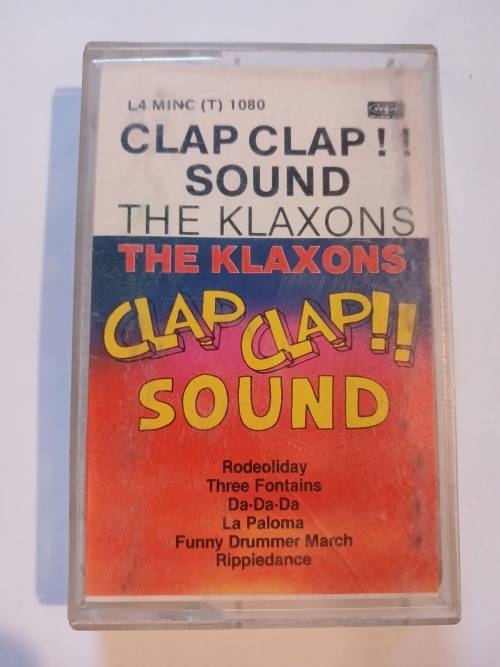 L4 MINC (T) 1080
CLAP CLAP!!
SOUND
THE KLAXONS
THE KLAXONS
CLAP CLAP!!
SOUND
Rodeoliday
Three Fontains
Da-Da-Da
La Paloma
Funny Drummer March
Rippiedance